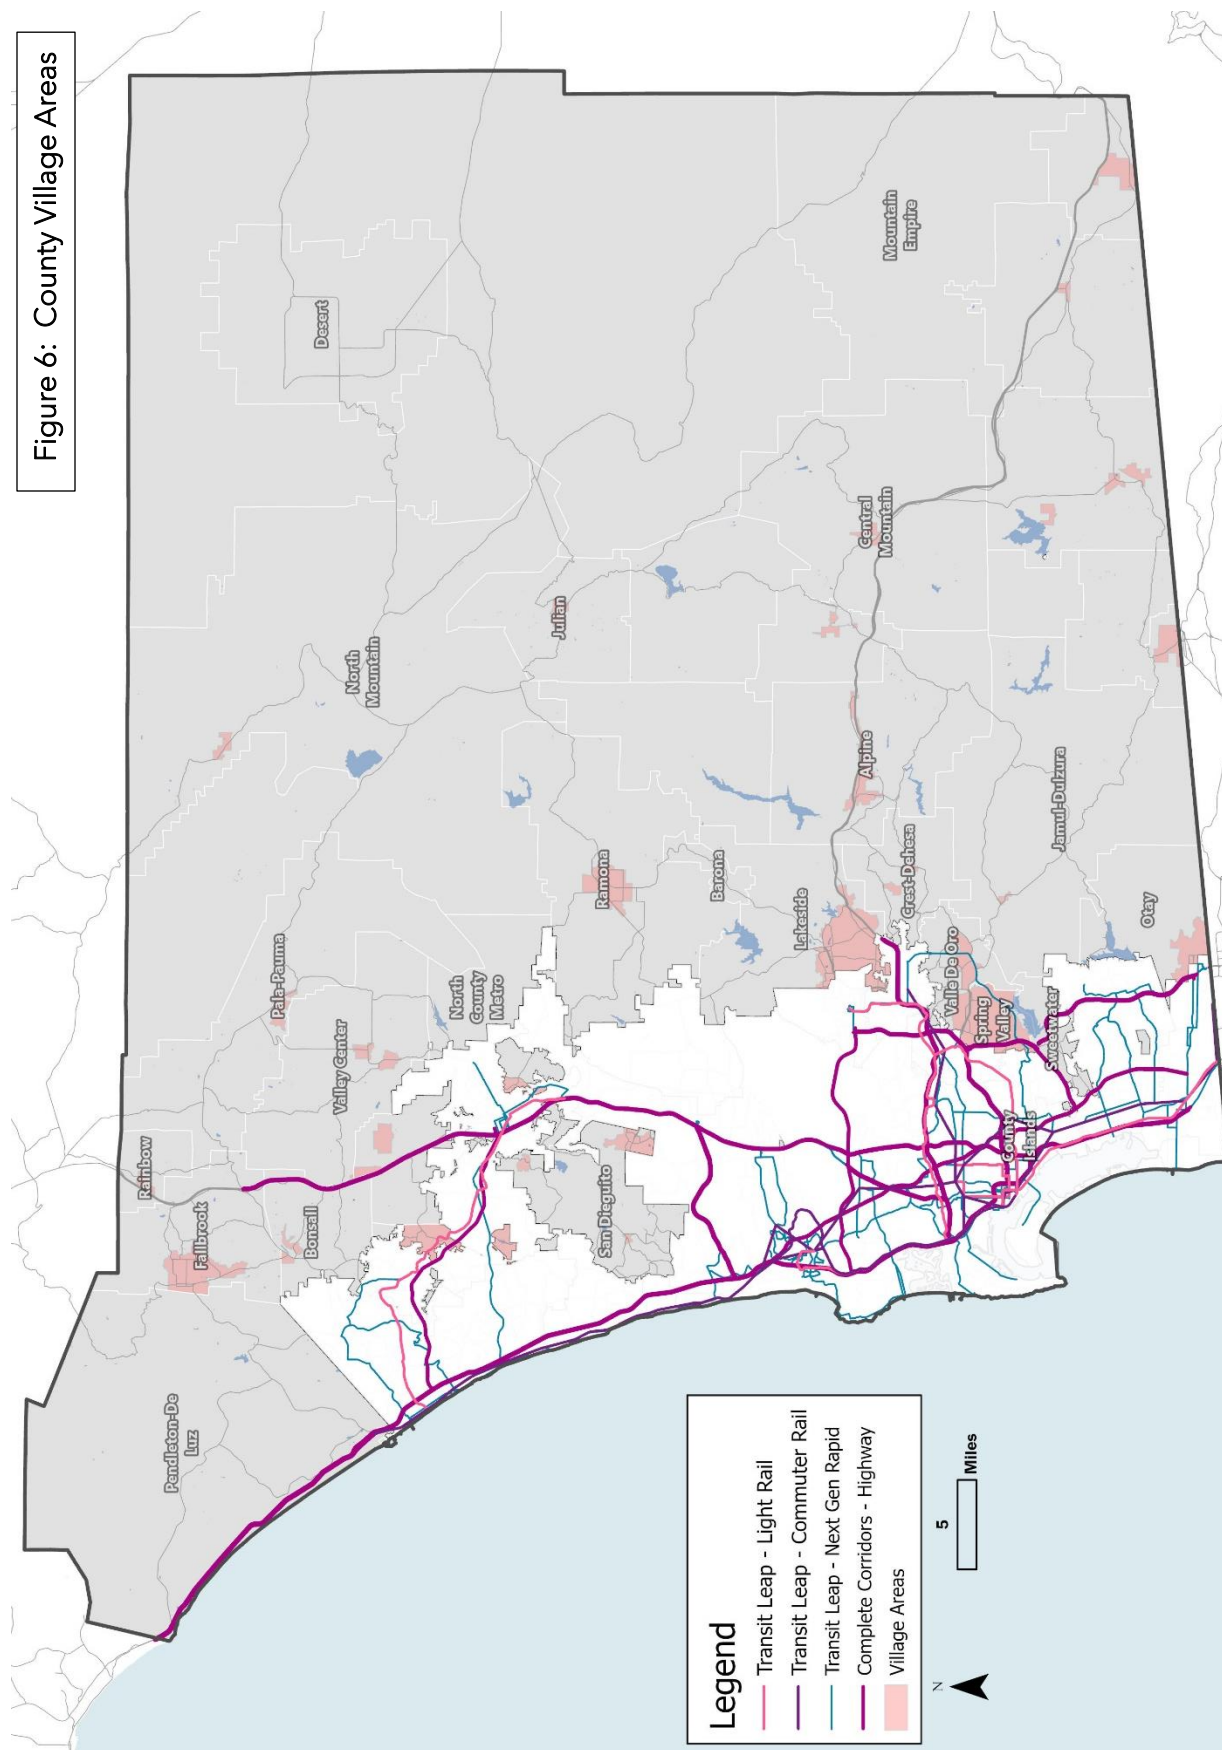 Figure 6:  County Village Areas
Rainbow
Fallbrook
Pendleton-De
Luz
Bonsall
Pala-Pauma
Valley Center
North
Mountain
Desert
North
County
Metro
Julian
San Dieguito
Ramona
Barona
Lakeside
Alpine
Central
Mountain
Mountain
Empire
Crest-Dehesa
Valle De Oro
Spring
Valley
County
Islands
Sweetwater
Jamul-Dulzura
Otay
Legend
Transit Leap - Light Rail
Transit Leap - Commuter Rail
Transit Leap - Next Gen Rapid
Complete Corridors - Highway
Village Areas
N
5
Miles